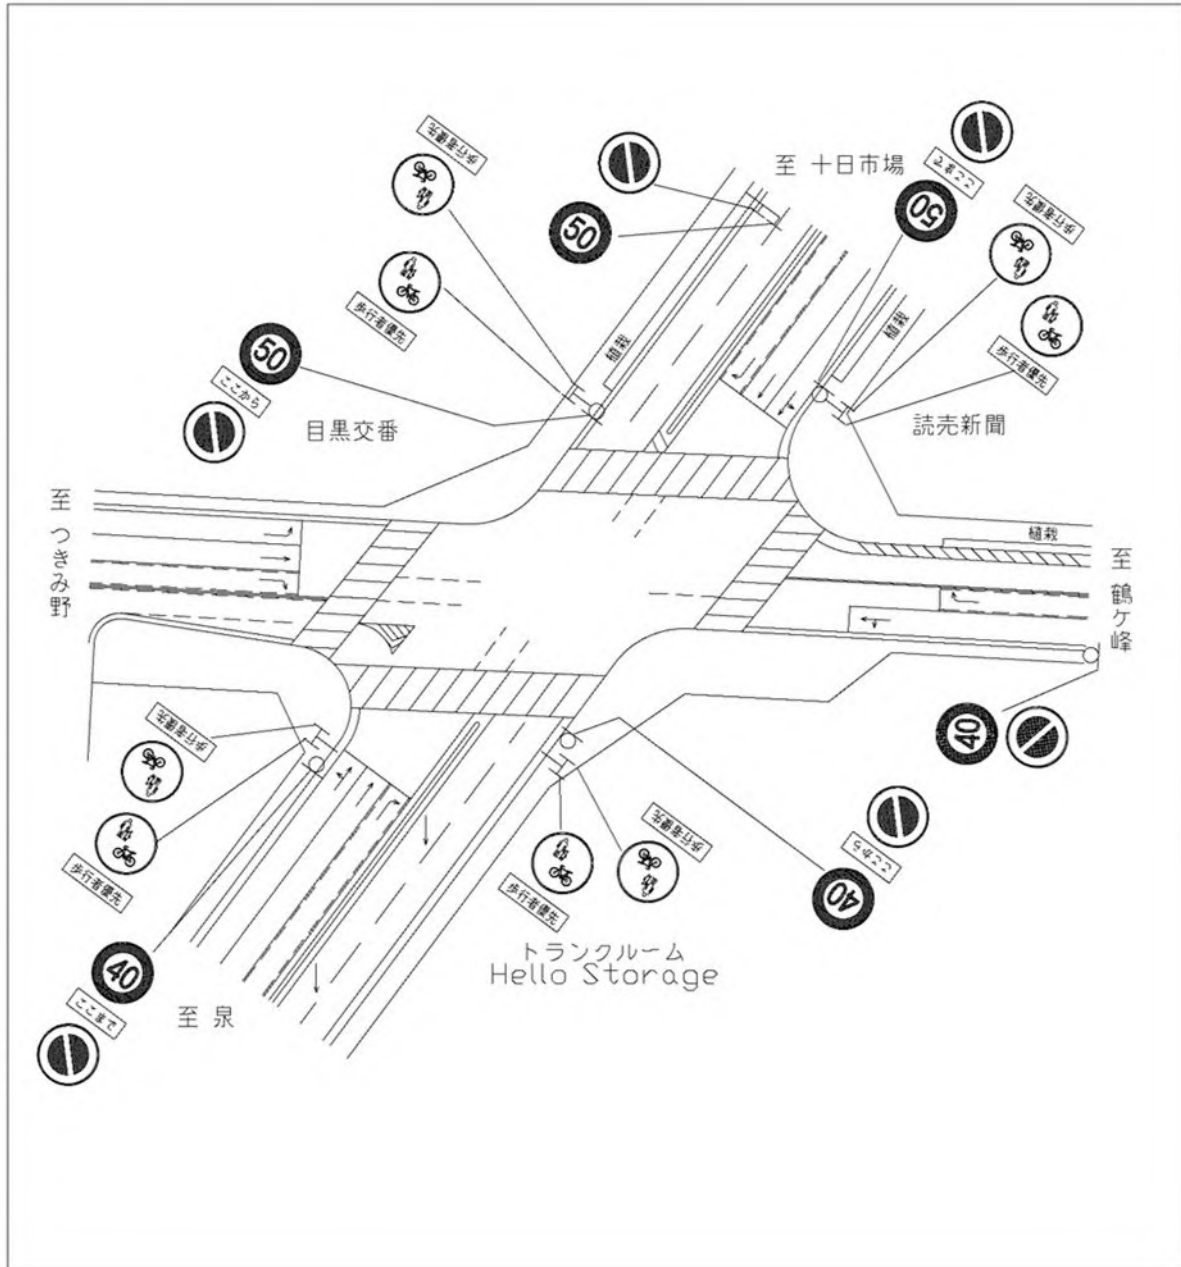 歩行者優先
至 十日市場
ここまで
50
50
歩行者優先
歩行者優先
歩行者優先
50
ここから
目黒交番
植栽
植栽
読売新聞
至つきみ野
植栽
至鶴ケ峰
歩行者優先
歩行者優先
40
歩行者優先
歩行者優先
ここから
40
40
ここまで
至 泉
トランクルーム
Hello Storage